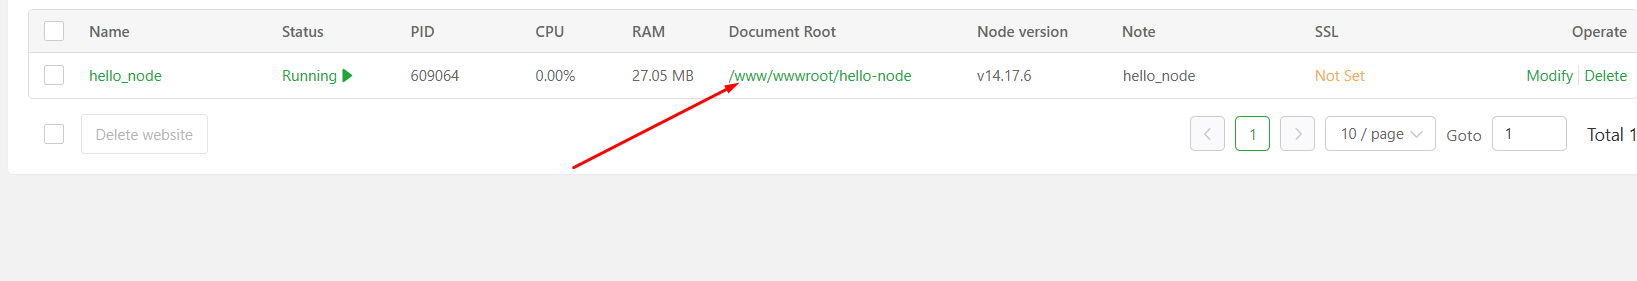 Name Status PID CPU RAM Document Root Node version Note SSL Operate
hello_node Running 609064 0.00% 27.05 MB /www/wwwroot/hello-node v14.17.6 hello_node Not Set Modify Delete
Delete website 1 10 / page Goto 1 Total 1